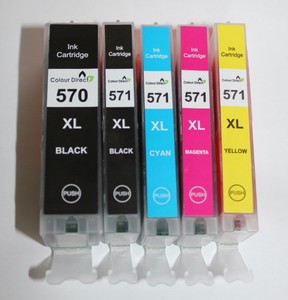 Ink
Cartridge
Colour Direct
570
XL
BLACK
PUSH
Ink
Cartridge
Colour Direct
571
XL
BLACK
PUSH
Ink
Cartridge
Colour Direct
571
XL
CYAN
PUSH
Ink
Cartridge
Colour Direct
571
XL
MAGENTA
PUSH
Ink
Cartridge
Colour Direct
571
XL
YELLOW
PUSH